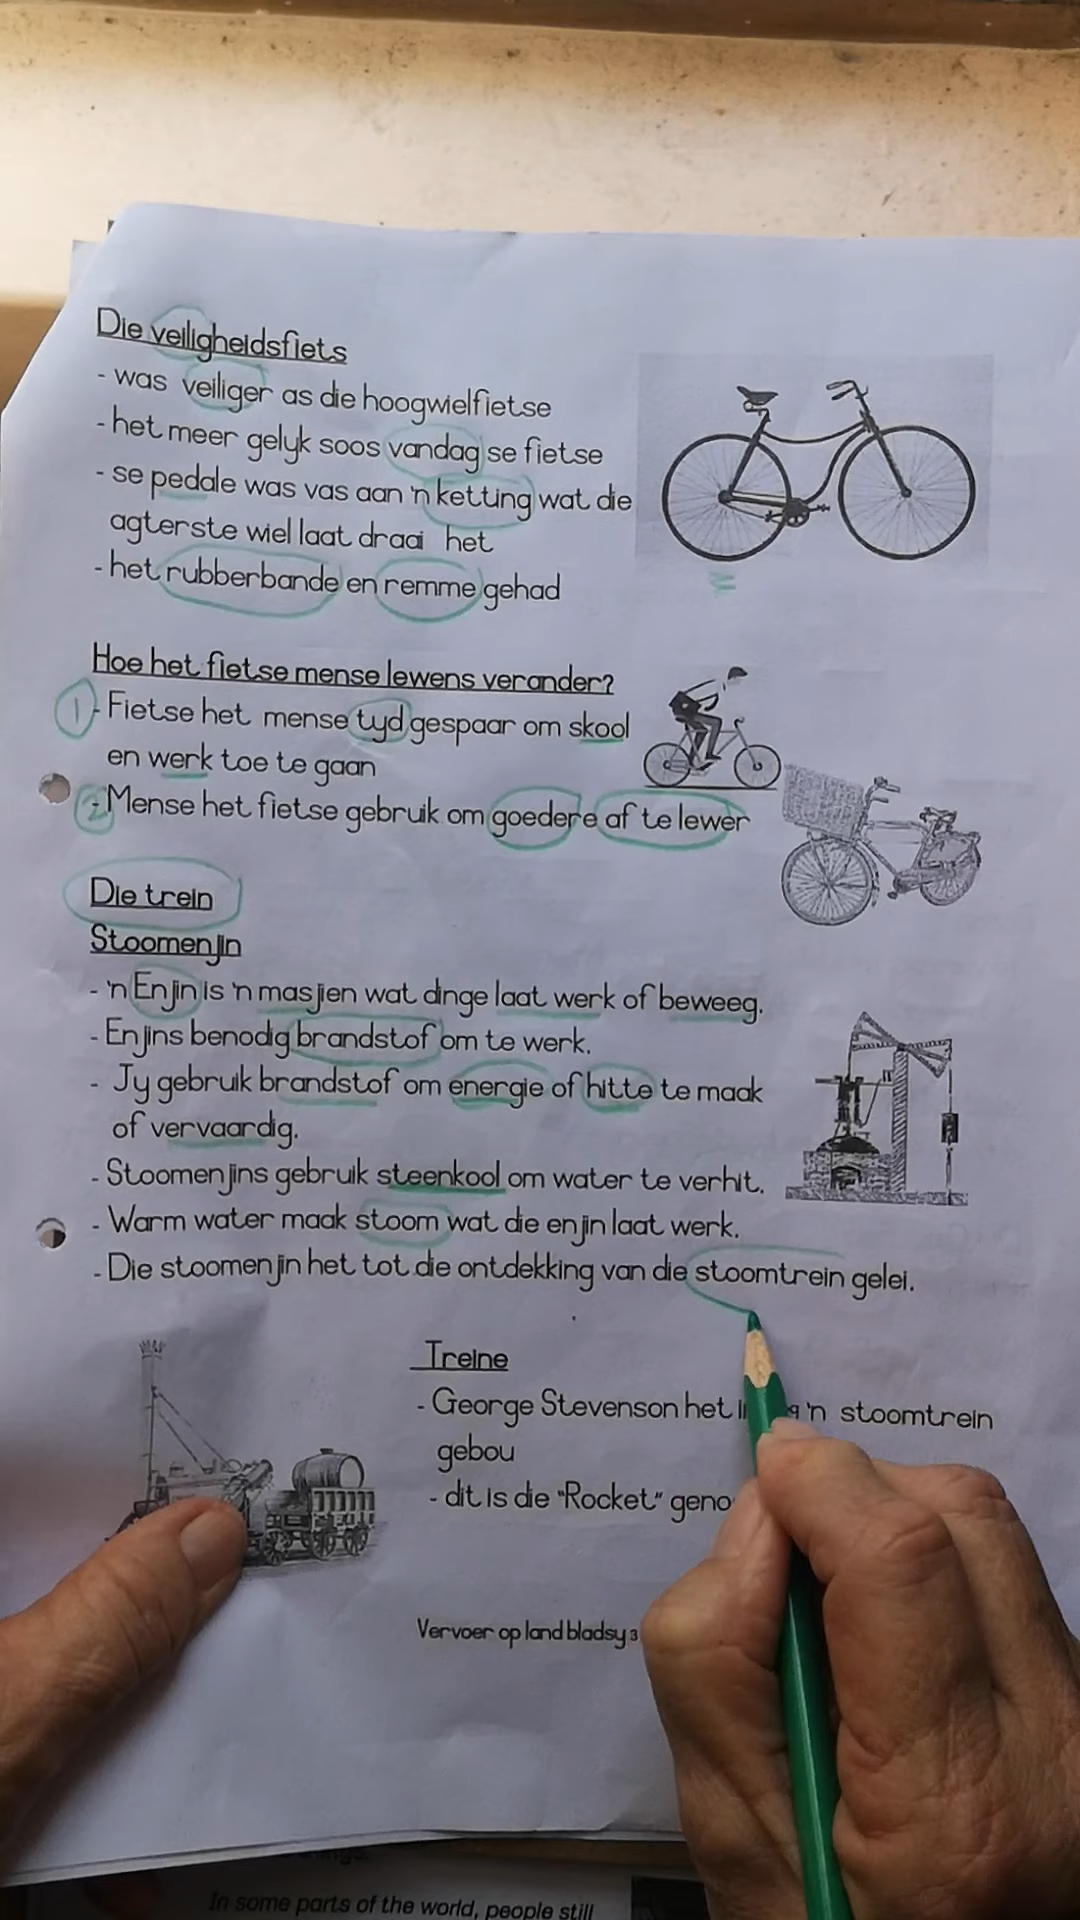 Die veiligheidsfiets
- was veiliger as die hoogwielfietse
- het meer gelyk soos vandag se fietse
- se pedale was vas aan 'n ketting wat die
agterste wiel laat draai het
- het rubberbande en remme gehad
Hoe het fietse mense lewens verander?
1 - Fietse het mense tyd gespaar om skool
en werk toe te gaan
2 - Mense het fietse gebruik om goedere af te lewer
Die trein
Stoomenjin
- 'n Enjin is 'n masjien wat dinge laat werk of beweeg.
- Enjins benodig brandstof om te werk.
- Jy gebruik brandstof om energie of hitte te maak
of vervaardig.
- Stoomenjins gebruik steenkool om water te verhit.
- Warm water maak stoom wat die enjin laat werk.
- Die stoomenjin het tot die ontdekking van die stoomtrein gelei.
Treine
- George Stevenson het 'n stoomtrein
gebou
- dit is die "Rocket" geno
Vervoer op land bladsy 3
In some parts of the world, people still